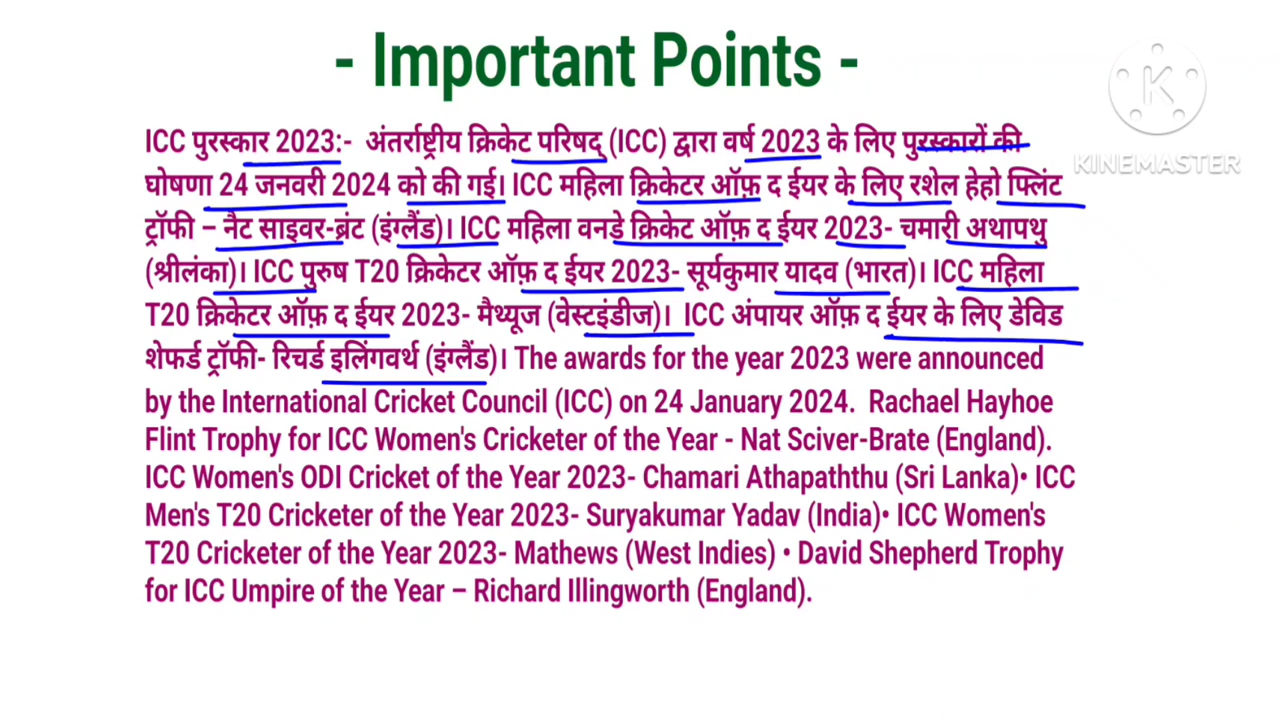 - Important Points -
KINEMASTER
ICC पुरस्कार 2023:- अंतर्राष्ट्रीय क्रिकेट परिषद् (ICC) द्वारा वर्ष 2023 के लिए पुरस्कारों की
घोषणा 24 जनवरी 2024 को की गई। ICC महिला क्रिकेटर ऑफ़ द ईयर के लिए रशेल हेहो फ्लिंट
ट्रॉफी – नैट साइवर-ब्रंट (इंग्लैंड)। ICC महिला वनडे क्रिकेट ऑफ़ द ईयर 2023- चमारी अथापथु
(श्रीलंका)। ICC पुरुष T20 क्रिकेटर ऑफ़ द ईयर 2023- सूर्यकुमार यादव (भारत)। ICC महिला
T20 क्रिकेटर ऑफ़ द ईयर 2023- मैथ्यूज (वेस्टइंडीज)। ICC अंपायर ऑफ़ द ईयर के लिए डेविड
शेफर्ड ट्रॉफी- रिचर्ड इलिंगवर्थ (इंग्लैंड)। The awards for the year 2023 were announced
by the International Cricket Council (ICC) on 24 January 2024. Rachael Hayhoe
Flint Trophy for ICC Women's Cricketer of the Year - Nat Sciver-Brate (England).
ICC Women's ODI Cricket of the Year 2023- Chamari Athapaththu (Sri Lanka)• ICC
Men's T20 Cricketer of the Year 2023- Suryakumar Yadav (India)• ICC Women's
T20 Cricketer of the Year 2023- Mathews (West Indies) • David Shepherd Trophy
for ICC Umpire of the Year – Richard Illingworth (England).